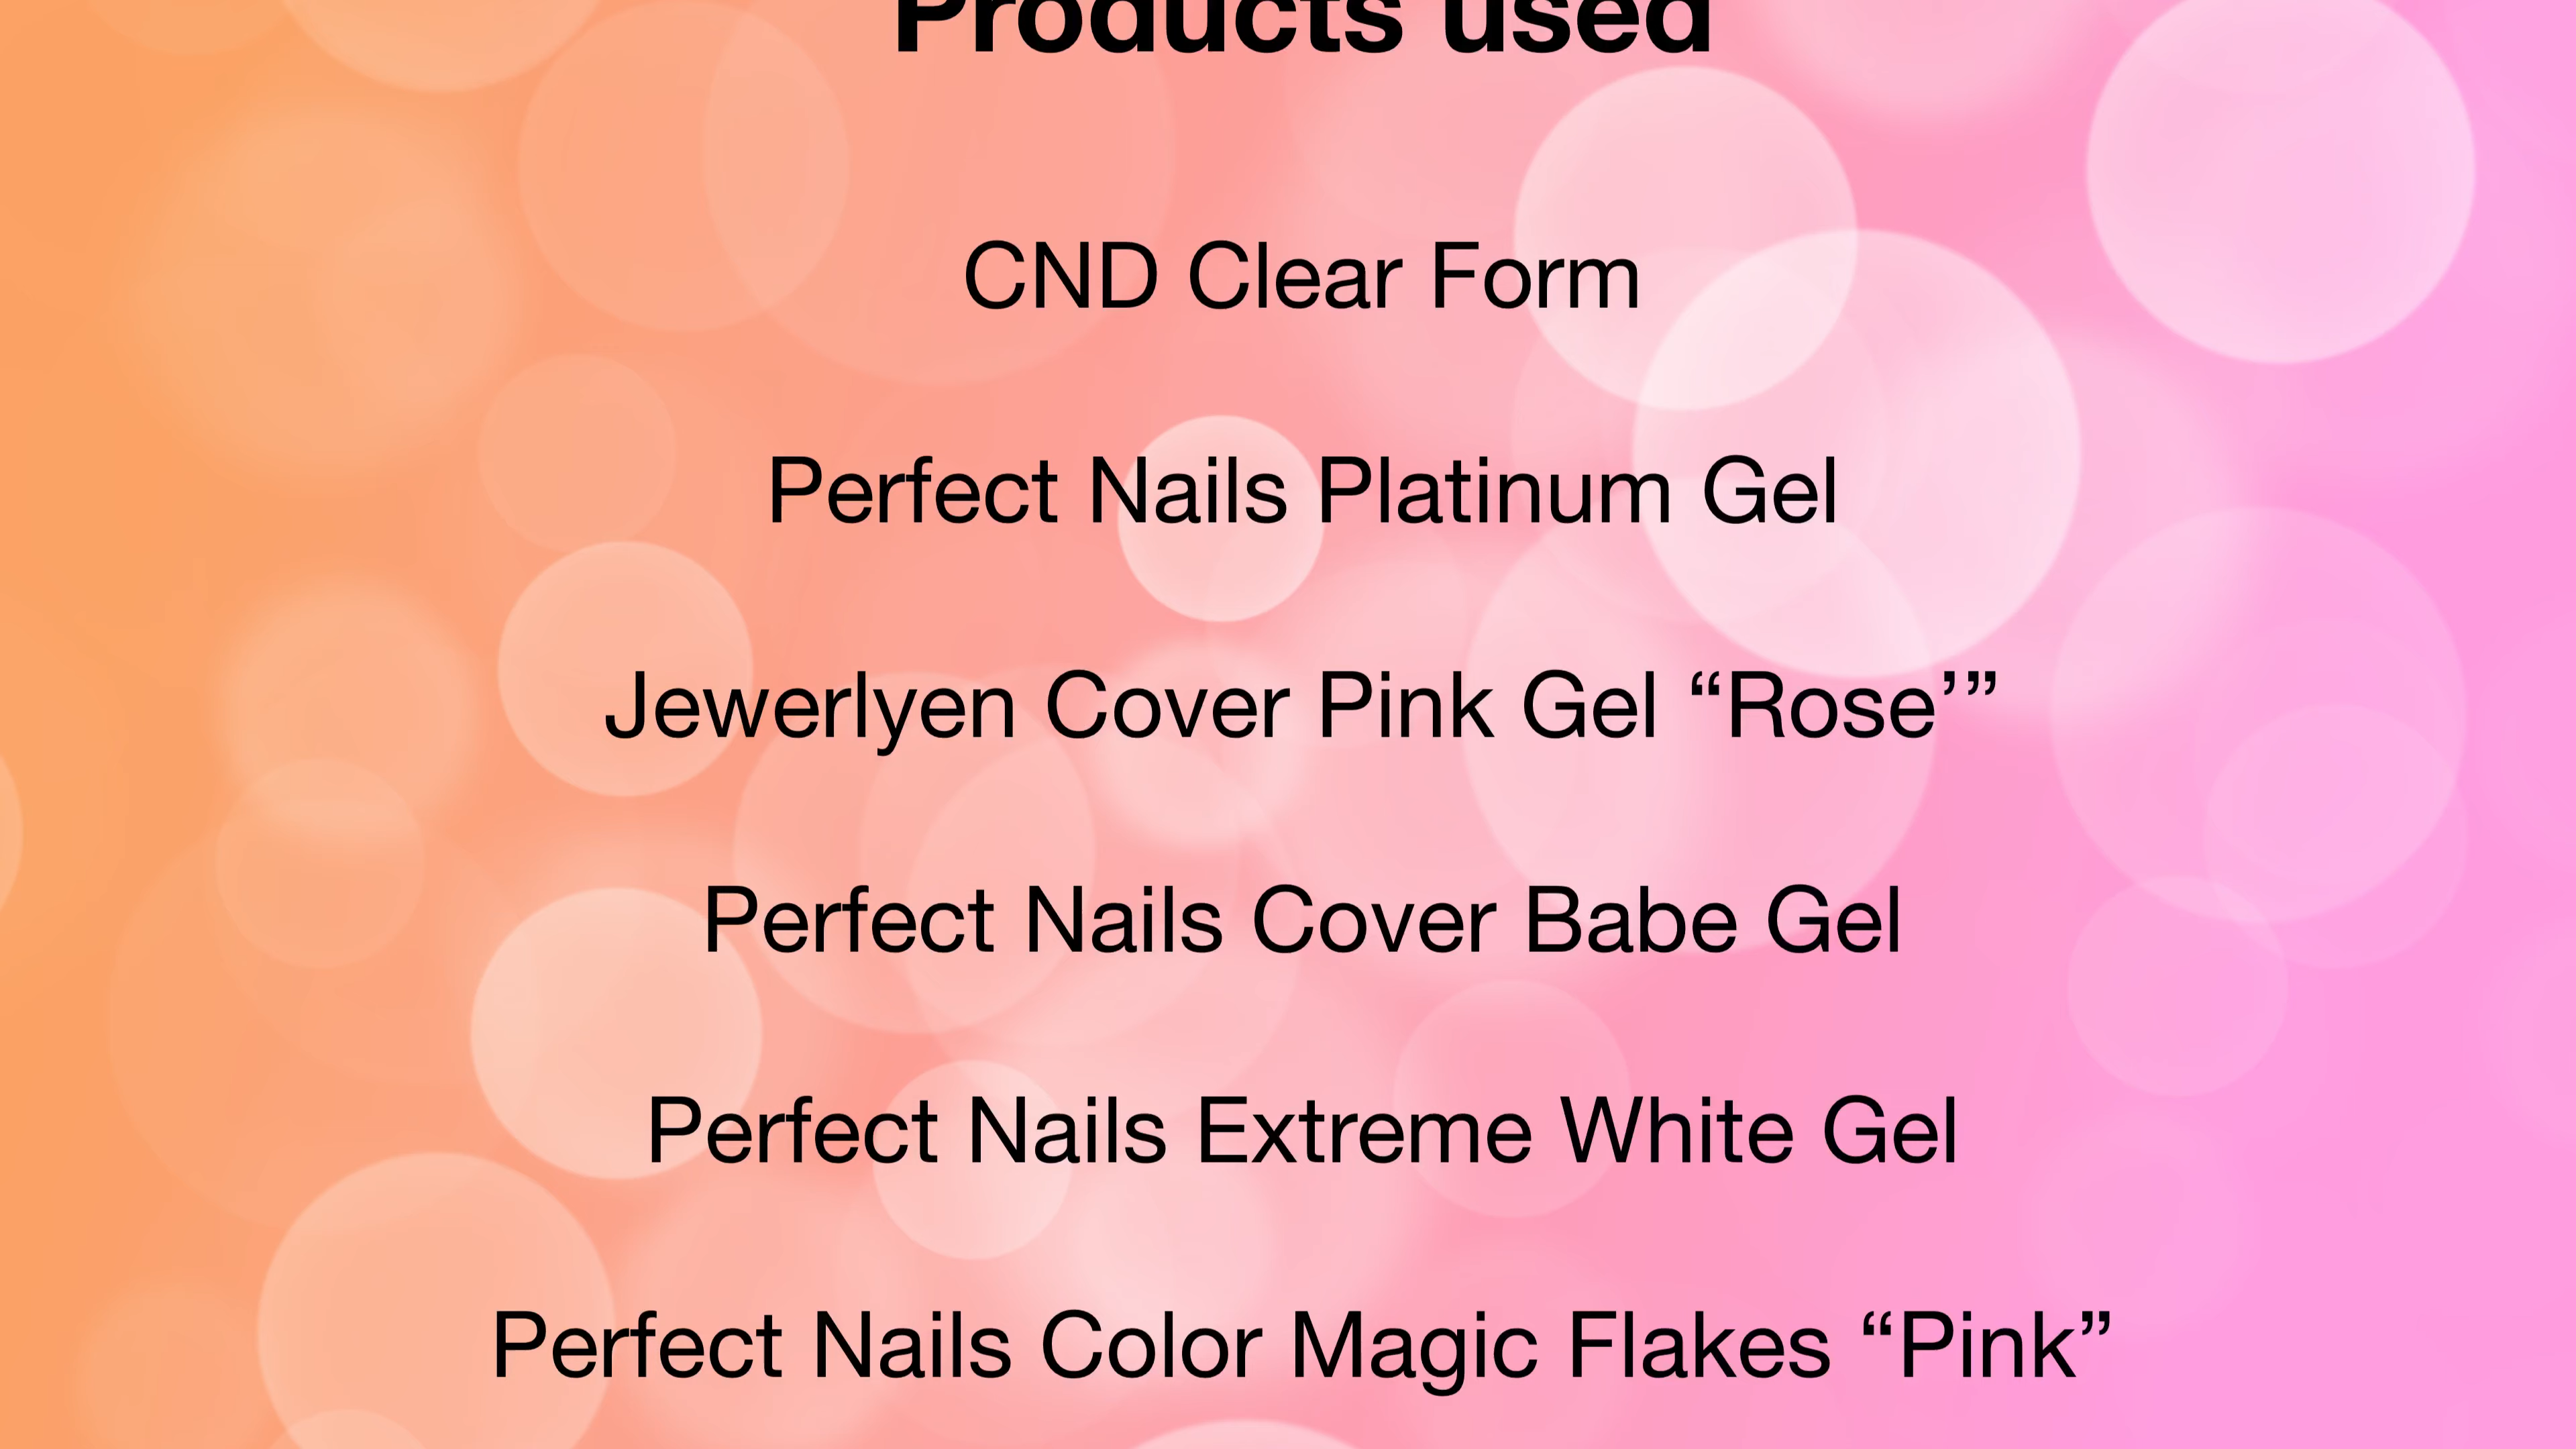 Products used
CND Clear Form
Perfect Nails Platinum Gel
Jewerlyen Cover Pink Gel “Rose’”
Perfect Nails Cover Babe Gel
Perfect Nails Extreme White Gel
Perfect Nails Color Magic Flakes “Pink”